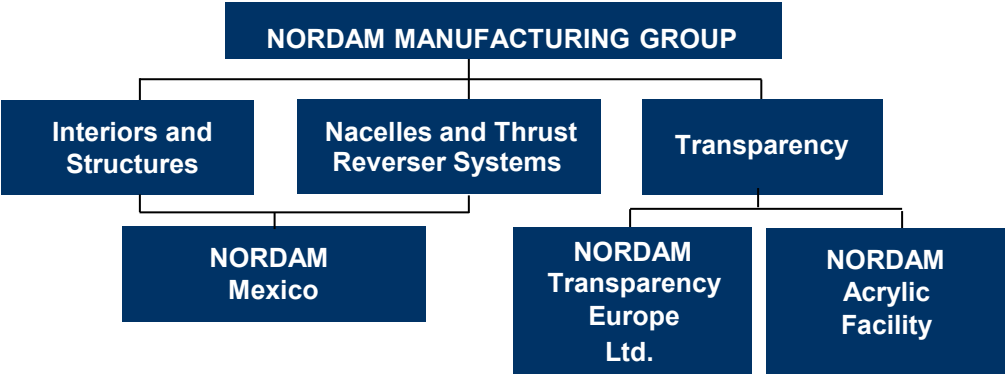 NORDAM MANUFACTURING GROUP
Interiors and
Structures
Nacelles and Thrust
Reverser Systems
Transparency
NORDAM
Mexico
NORDAM
Transparency
Europe
Ltd.
NORDAM
Acrylic
Facility